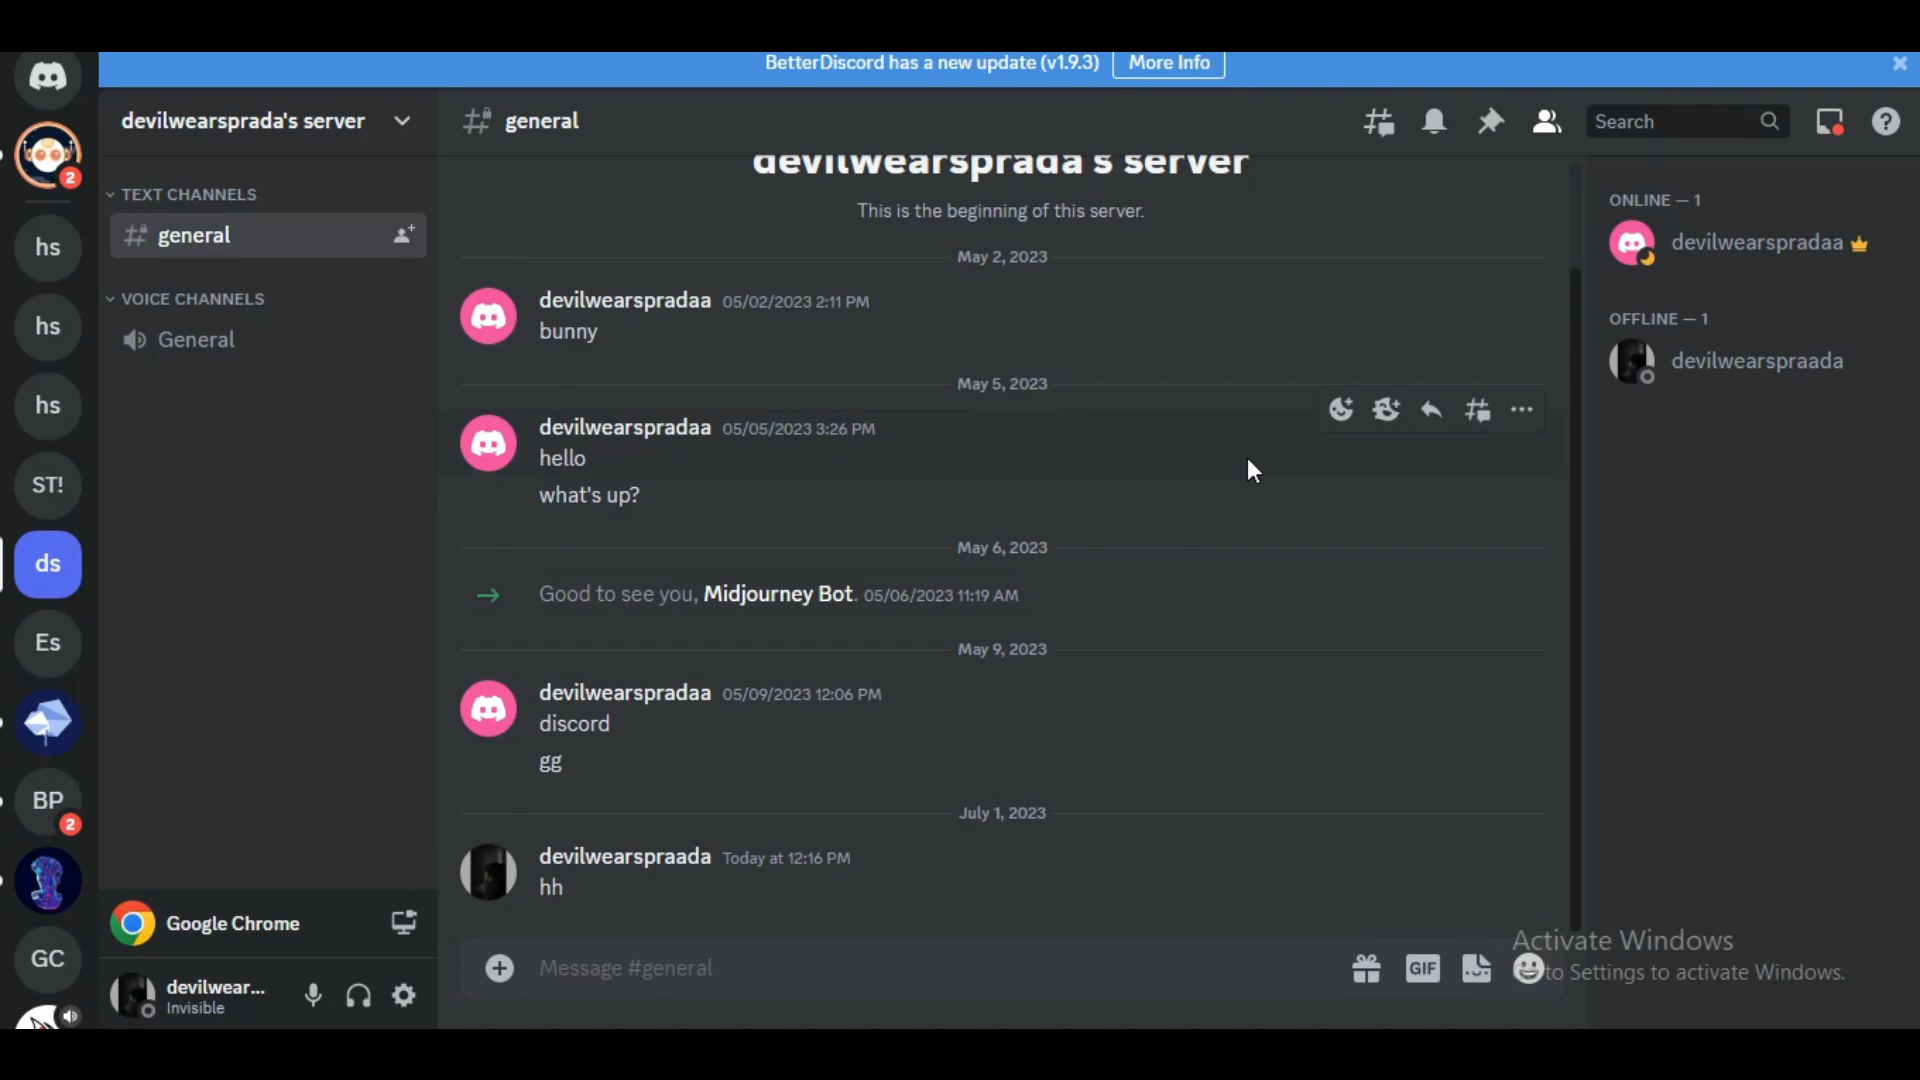 BetterDiscord has a new update (v1.9.3) More Info
devilwearsprada's server
general
Search
2
hs
hs
hs
ST!
ds
Es
BP
2
GC
TEXT CHANNELS
general
VOICE CHANNELS
General
Google Chrome
devilwear...
Invisible
devilwearsprada's server
This is the beginning of this server.
May 2, 2023
devilwearspradaa 05/02/2023 2:11 PM
bunny
May 5, 2023
devilwearspradaa 05/05/2023 3:26 PM
hello
what's up?
May 6, 2023
Good to see you, Midjourney Bot. 05/06/2023 11:19 AM
May 9, 2023
devilwearspradaa 05/09/2023 12:06 PM
discord
gg
July 1, 2023
devilwearspraada Today at 12:16 PM
hh
Message #general
GIF
ONLINE — 1
devilwearspradaa
OFFLINE — 1
devilwearspraada
Activate Windows
to Settings to activate Windows.